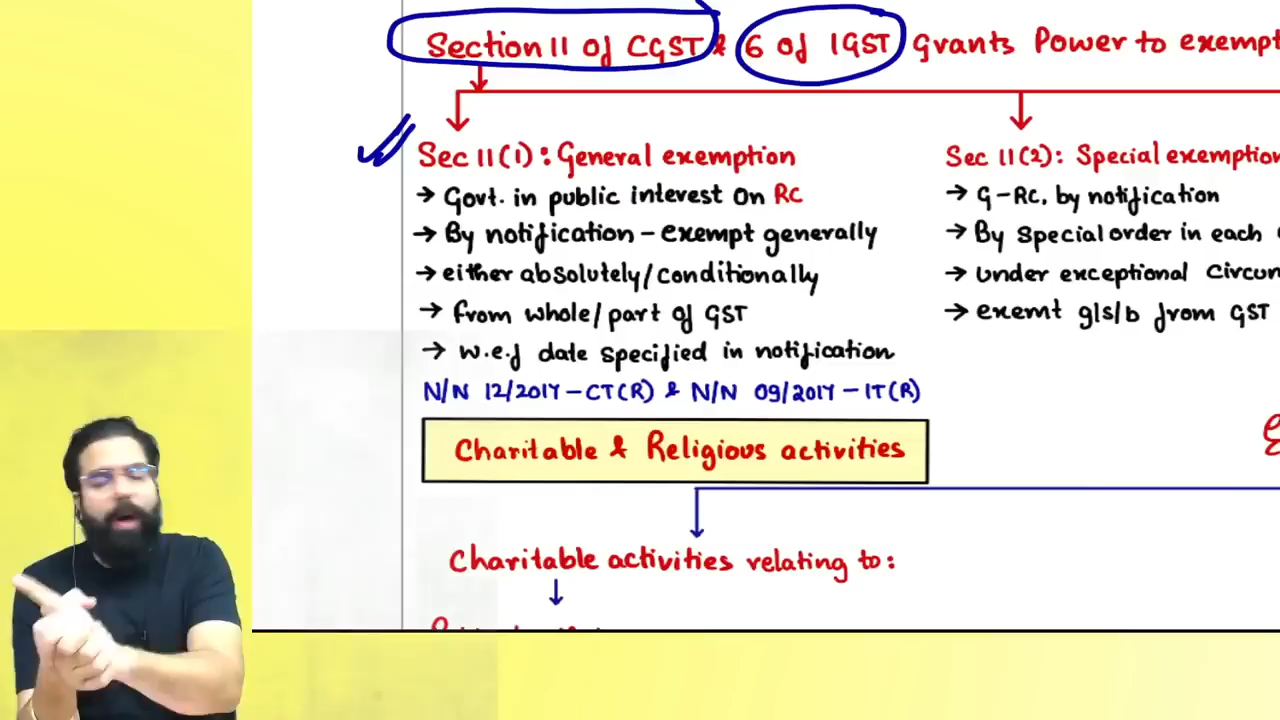 Section 11 of CGST & 6 of IGST Grants Power to exempt
Sec 11(1): General exemption
→ Govt. in public interest on RC
→ By notification - exempt generally
→ either absolutely/conditionally
→ from whole/part of GST
→ w.e.f date specified in notification
N/N 12/2017-CT(R) & N/N 09/2017-IT(R)
Sec 11(2): Special exemption
→ G-RC, by notification
→ By special order in each
→ under exceptional Circun
→ exemt g/s/b from GST
Charitable & Religious activities
Charitable activities relating to: